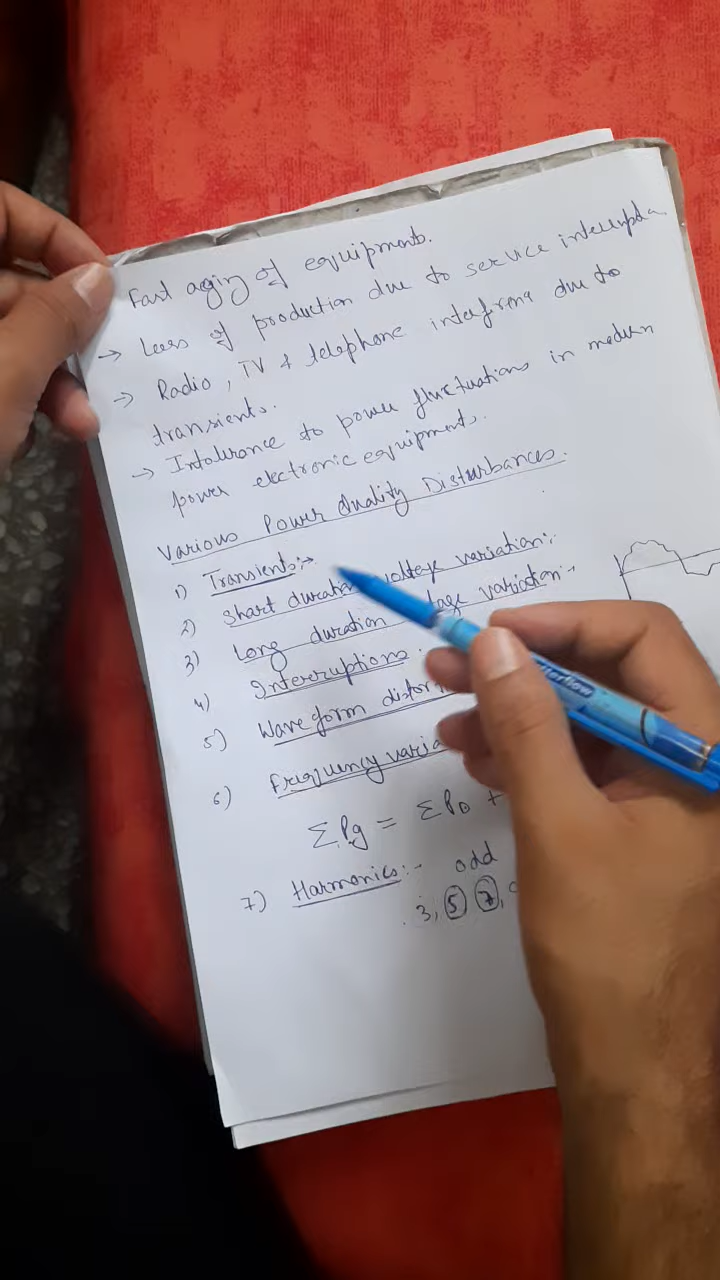 Fast aging of equipments.
→ Loss of production due to service
→ Radio, TV & telephone due to
transients.
→ Intolerance to power fluctuations in modern
power electronic equipments.
Various Power Quality Disturbances.
1) Transients:→
2) Short duration voltage variation:-
3) Long duration variation:-
4) Interruptions
5) Waveform
6) Frequency
ΣPg = ΣPD +
7) Harmonics:- odd
3, 5 7,